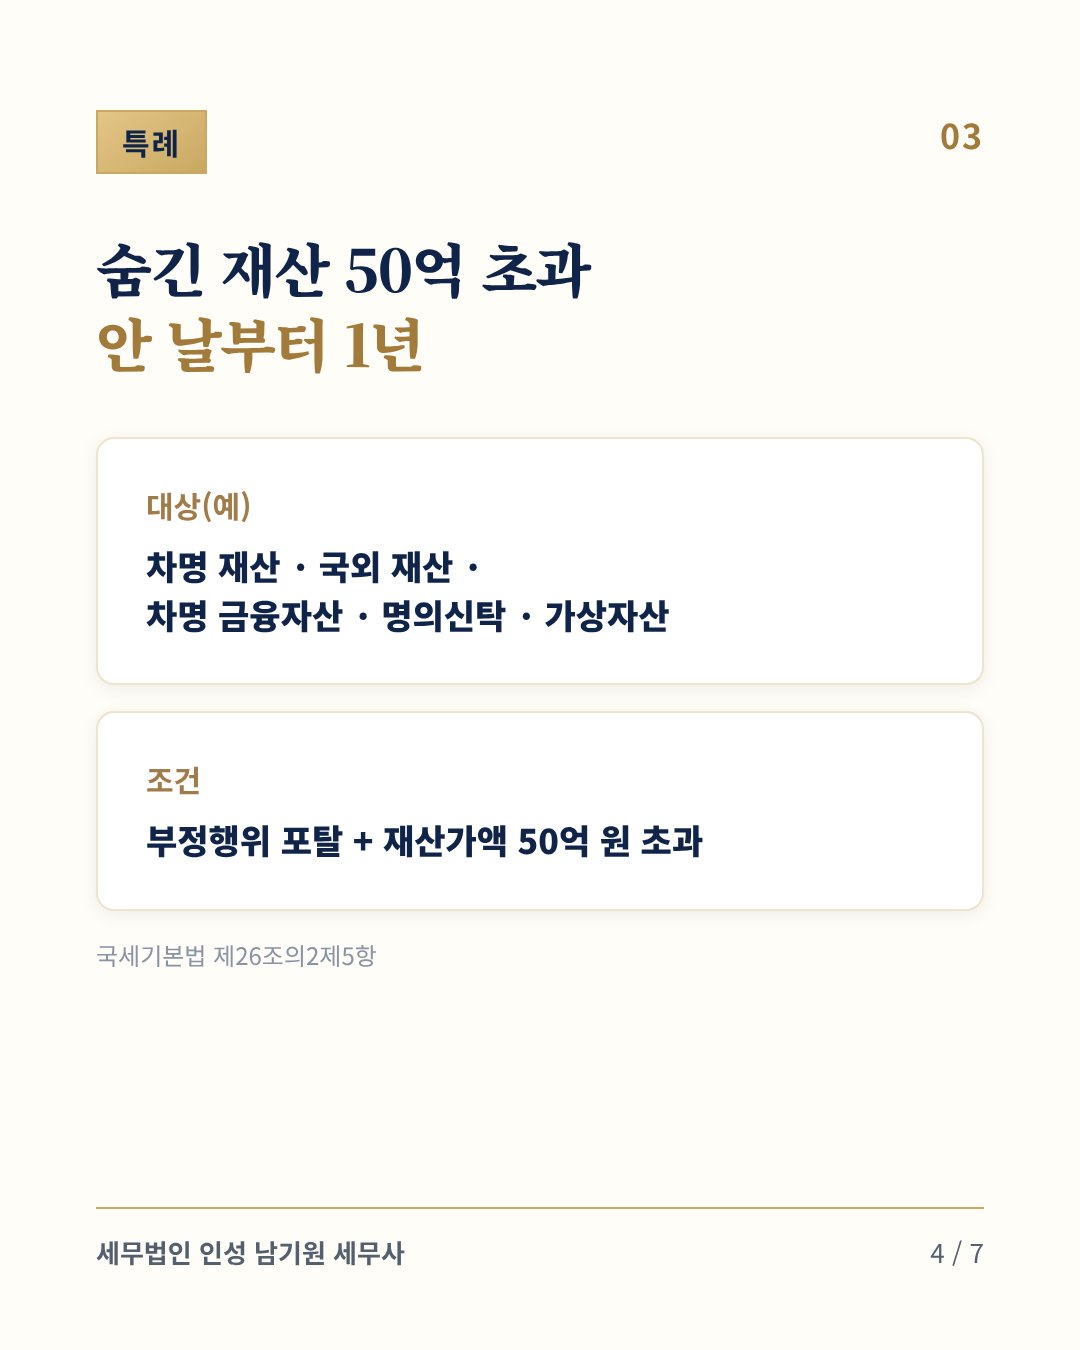 특례
03
숨긴 재산 50억 초과
안 날부터 1년
대상(예)
차명 재산 · 국외 재산 ·
차명 금융자산 · 명의신탁 · 가상자산
조건
부정행위 포탈 + 재산가액 50억 원 초과
국세기본법 제26조의2제5항
세무법인 인성 남기원 세무사
4 / 7